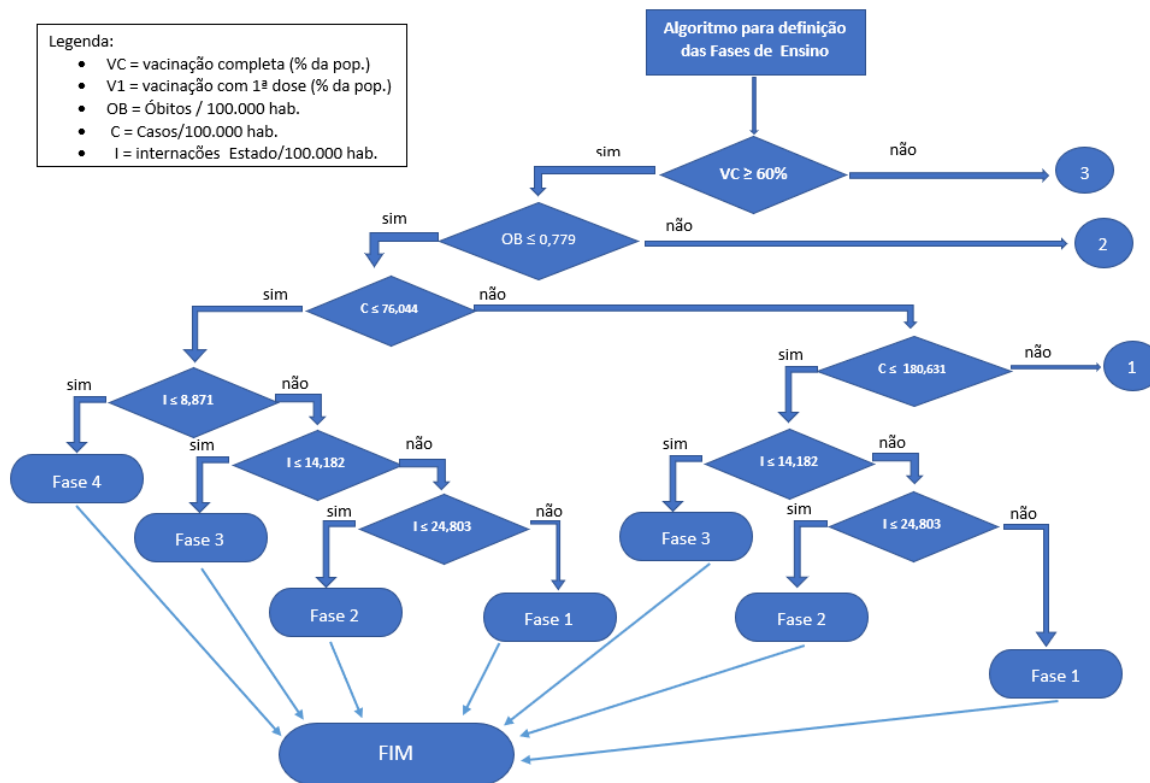 Algoritmo para definição
das Fases de Ensino
Legenda:
• VC = vacinação completa (% da pop.)
• V1 = vacinação com 1ª dose (% da pop.)
• OB = Óbitos / 100.000 hab.
• C = Casos/100.000 hab.
• I = internações Estado/100.000 hab.
sim
não
VC ≥ 60%
3
sim
não
OB ≤ 0,779
2
sim
não
C ≤ 76,044
sim
não
C ≤ 180,631
1
sim
não
I ≤ 8,871
sim
não
I ≤ 14,182
sim
não
I ≤ 14,182
Fase 4
sim
não
I ≤ 24,803
sim
não
I ≤ 24,803
Fase 3
Fase 3
Fase 2
Fase 1
Fase 2
Fase 1
FIM